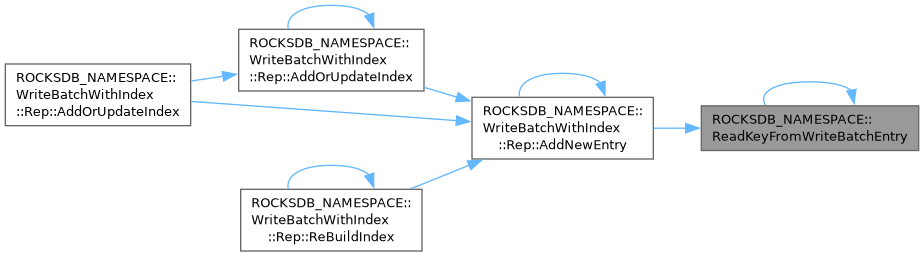 ROCKSDB_NAMESPACE::
WriteBatchWithIndex
::Rep::AddOrUpdateIndex
ROCKSDB_NAMESPACE::
WriteBatchWithIndex
::Rep::AddOrUpdateIndex
ROCKSDB_NAMESPACE::
WriteBatchWithIndex
::Rep::AddNewEntry
ROCKSDB_NAMESPACE::
ReadKeyFromWriteBatchEntry
ROCKSDB_NAMESPACE::
WriteBatchWithIndex
::Rep::ReBuildIndex